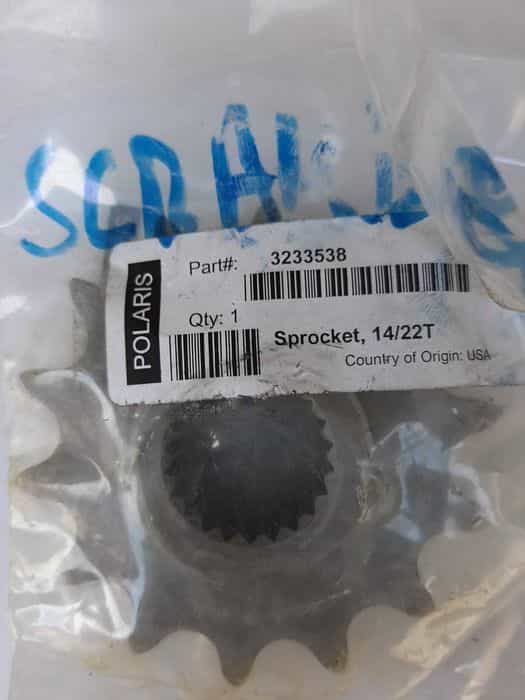 POLARIS
Part#: 3233538
Qty: 1
Sprocket, 14/22T
Country of Origin: USA